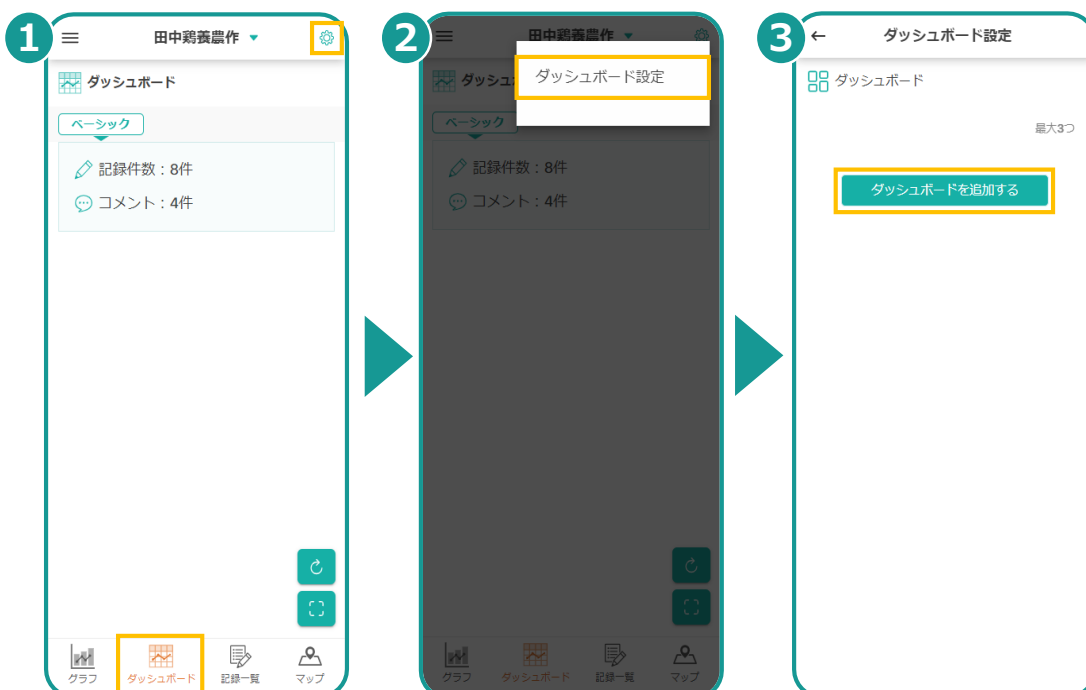 1
田中鶏養農作 ▼
ダッシュボード
ベーシック
記録件数：8件
コメント：4件
グラフ
ダッシュボード
記録一覧
マップ
2
田中鶏養農作 ▼
ダッシュボード設定
ダッシュ
ベーシック
記録件数：8件
コメント：4件
グラフ
ダッシュボード
記録一覧
マップ
3
← ダッシュボード設定
ダッシュボード
最大3つ
ダッシュボードを追加する